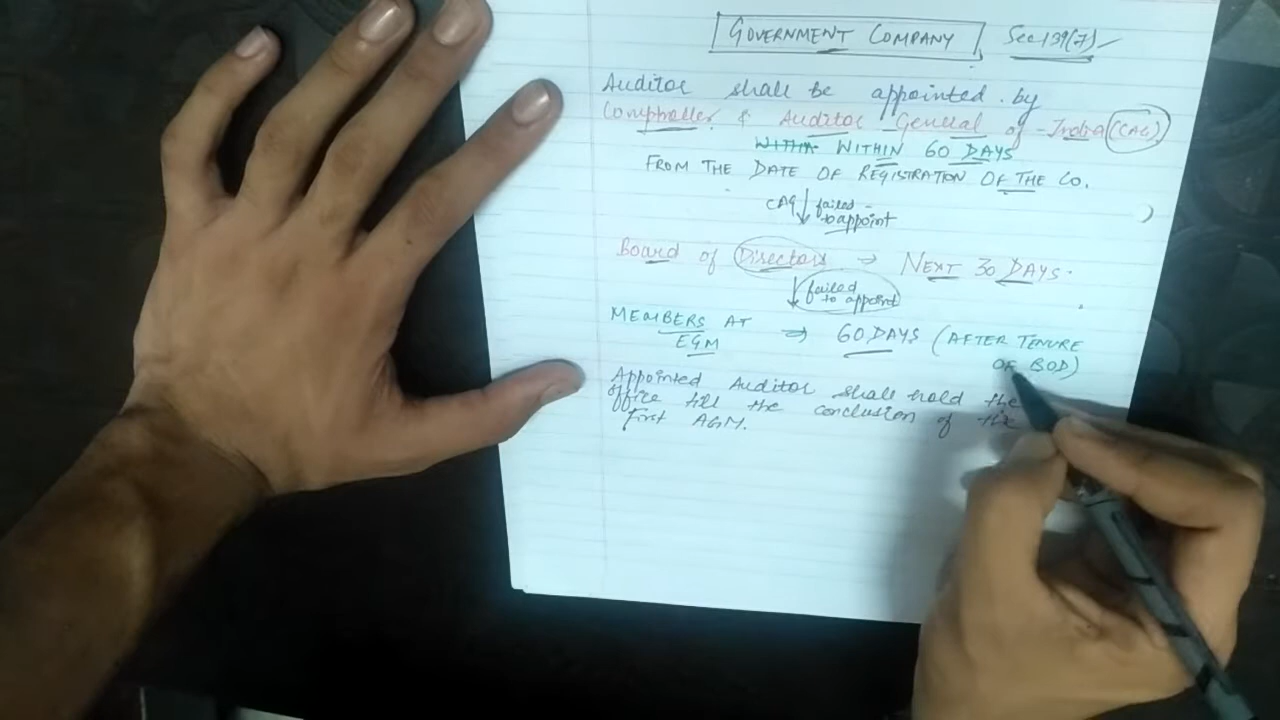 GOVERNMENT COMPANY Sec 139(7)
Auditor shall be appointed by
Comptroller & Auditor General of India (CAG)
WITHIN 60 DAYS
FROM THE DATE OF REGISTRATION OF THE CO.
CAG failed
to appoint
Board of Directors → NEXT 30 DAYS.
failed
to appoint
MEMBERS AT → 60 DAYS (AFTER TENURE
EGM OF BOD)
Appointed Auditor shall hold the
office till the conclusion of the
First AGM.